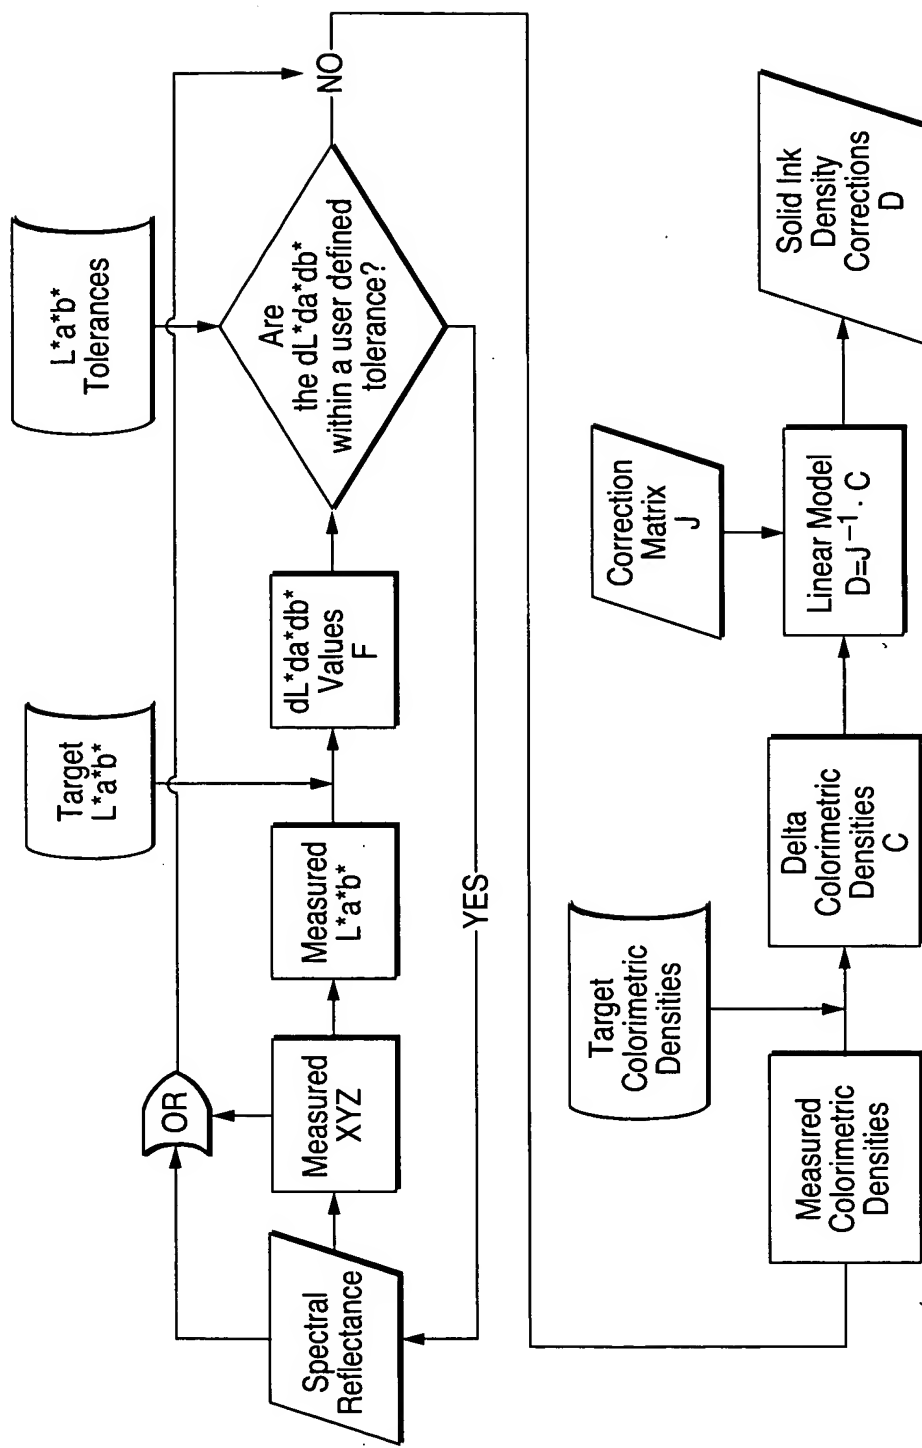 Spectral
Reflectance
OR
Measured
XYZ
Measured
L*a*b*
Target
L*a*b*
dL*da*db*
Values
F
L*a*b*
Tolerances
Are
the dL*da*db*
within a user defined
tolerance?
YES
NO
Measured
Colorimetric
Densities
Target
Colorimetric
Densities
Delta
Colorimetric
Densities
C
Correction
Matrix
J
Linear Model
D=J⁻¹ · C
Solid Ink
Density
Corrections
D